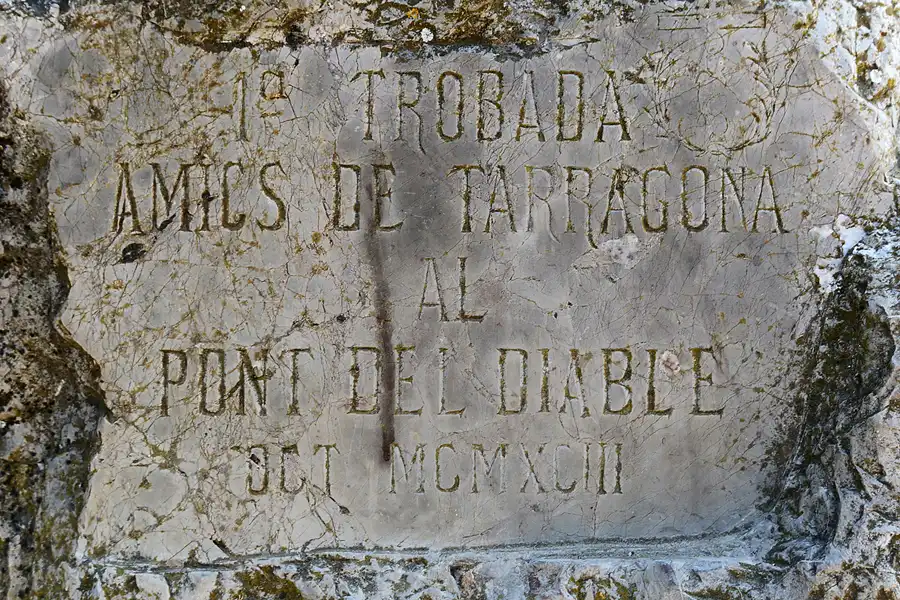 1ª TROBADA
AMICS DE TARRAGONA
AL
PONT DEL DIABLE
OCT MCMXCIII